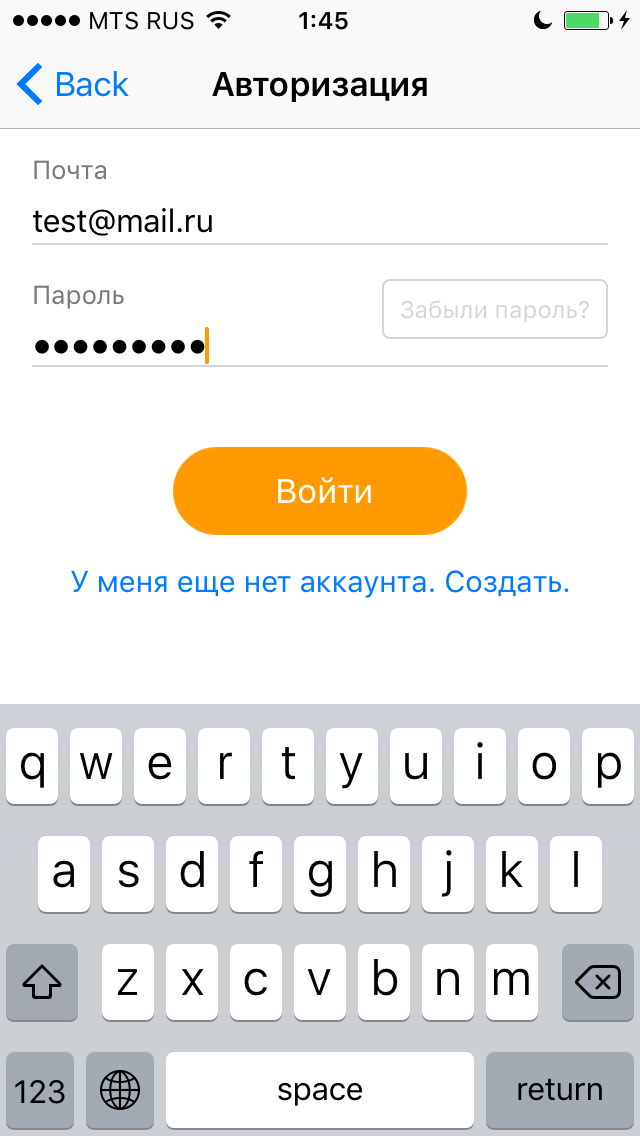 MTS RUS 1:45
Back Авторизация
Почта
test@mail.ru
Пароль
Забыли пароль?
●●●●●●●●●
Войти
У меня еще нет аккаунта. Создать.
q w e r t y u i o p
a s d f g h j k l
z x c v b n m
123 space return